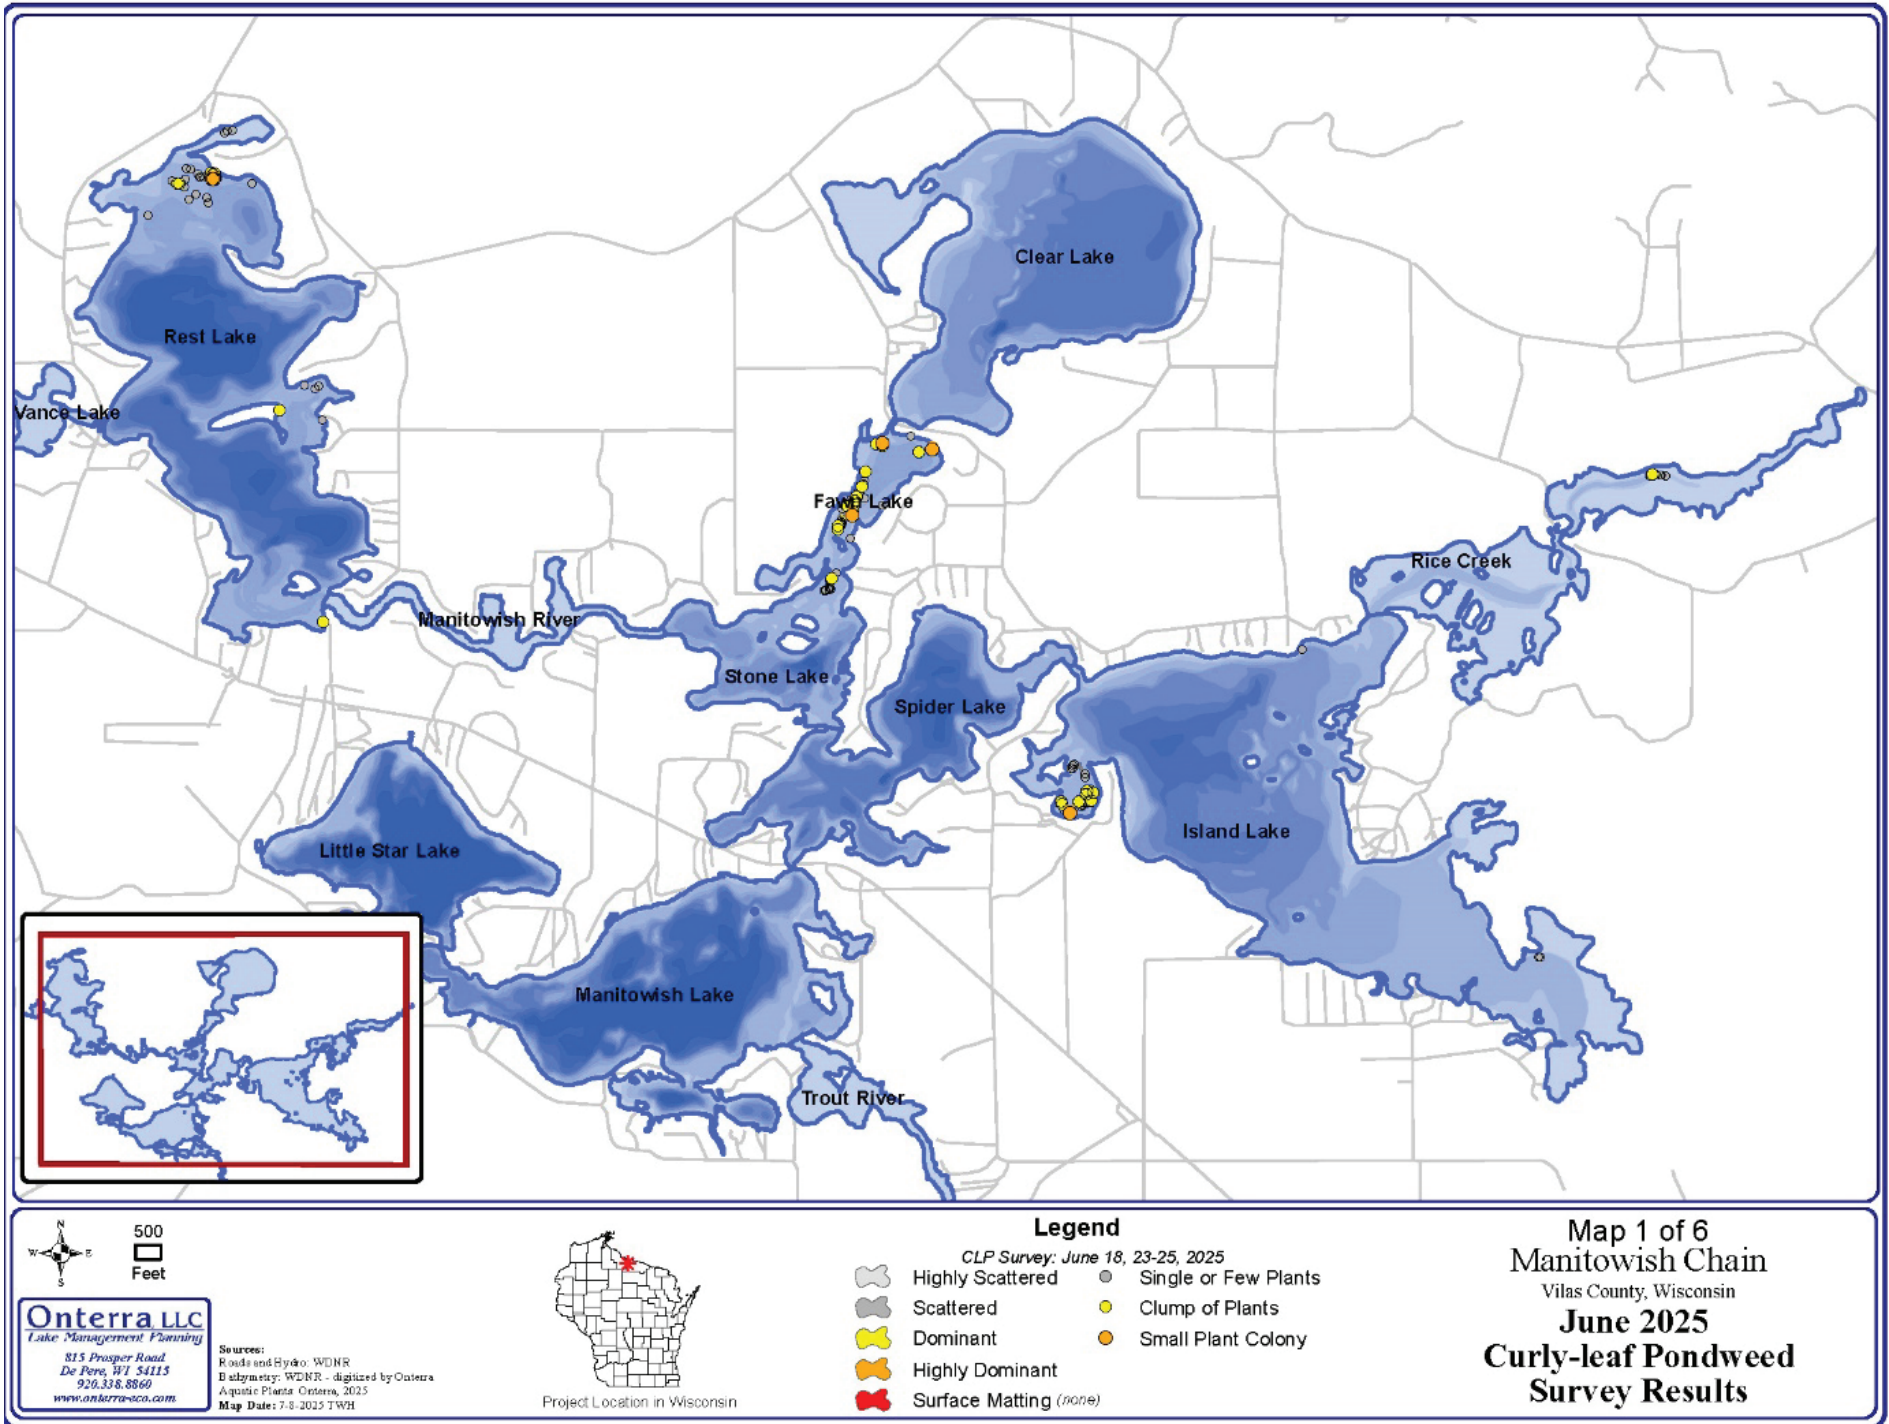 Clear Lake
Rest Lake
Vance Lake
Fawn Lake
Rice Creek
Manitowish River
Stone Lake
Spider Lake
Island Lake
Little Star Lake
Manitowish Lake
Trout River
N
W E
S
500
Feet
Onterra, LLC
Lake Management Planning
815 Prosper Road
De Pere, WI 54115
920.338.8860
www.onterra-eco.com
Sources:
Roads and Hydro: WDNR
Bathymetry: WDNR - digitized by Onterra
Aquatic Plants: Onterra, 2025
Map Date: 7-8-2025 TWH
Project Location in Wisconsin
Legend
CLP Survey: June 18, 23-25, 2025
Highly Scattered
Scattered
Dominant
Highly Dominant
Surface Matting (none)
Single or Few Plants
Clump of Plants
Small Plant Colony
Map 1 of 6
Manitowish Chain
Vilas County, Wisconsin
June 2025
Curly-leaf Pondweed
Survey Results